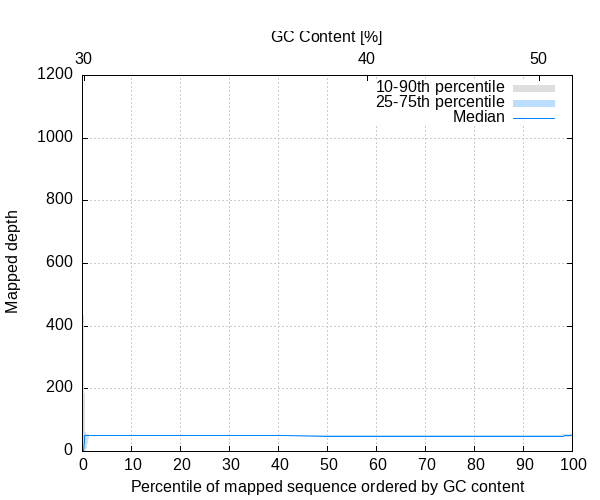 GC Content [%]
30 40 50
1200
1000
800
600
400
200
0
10-90th percentile
25-75th percentile
Median
Mapped depth
0 10 20 30 40 50 60 70 80 90 100
Percentile of mapped sequence ordered by GC content